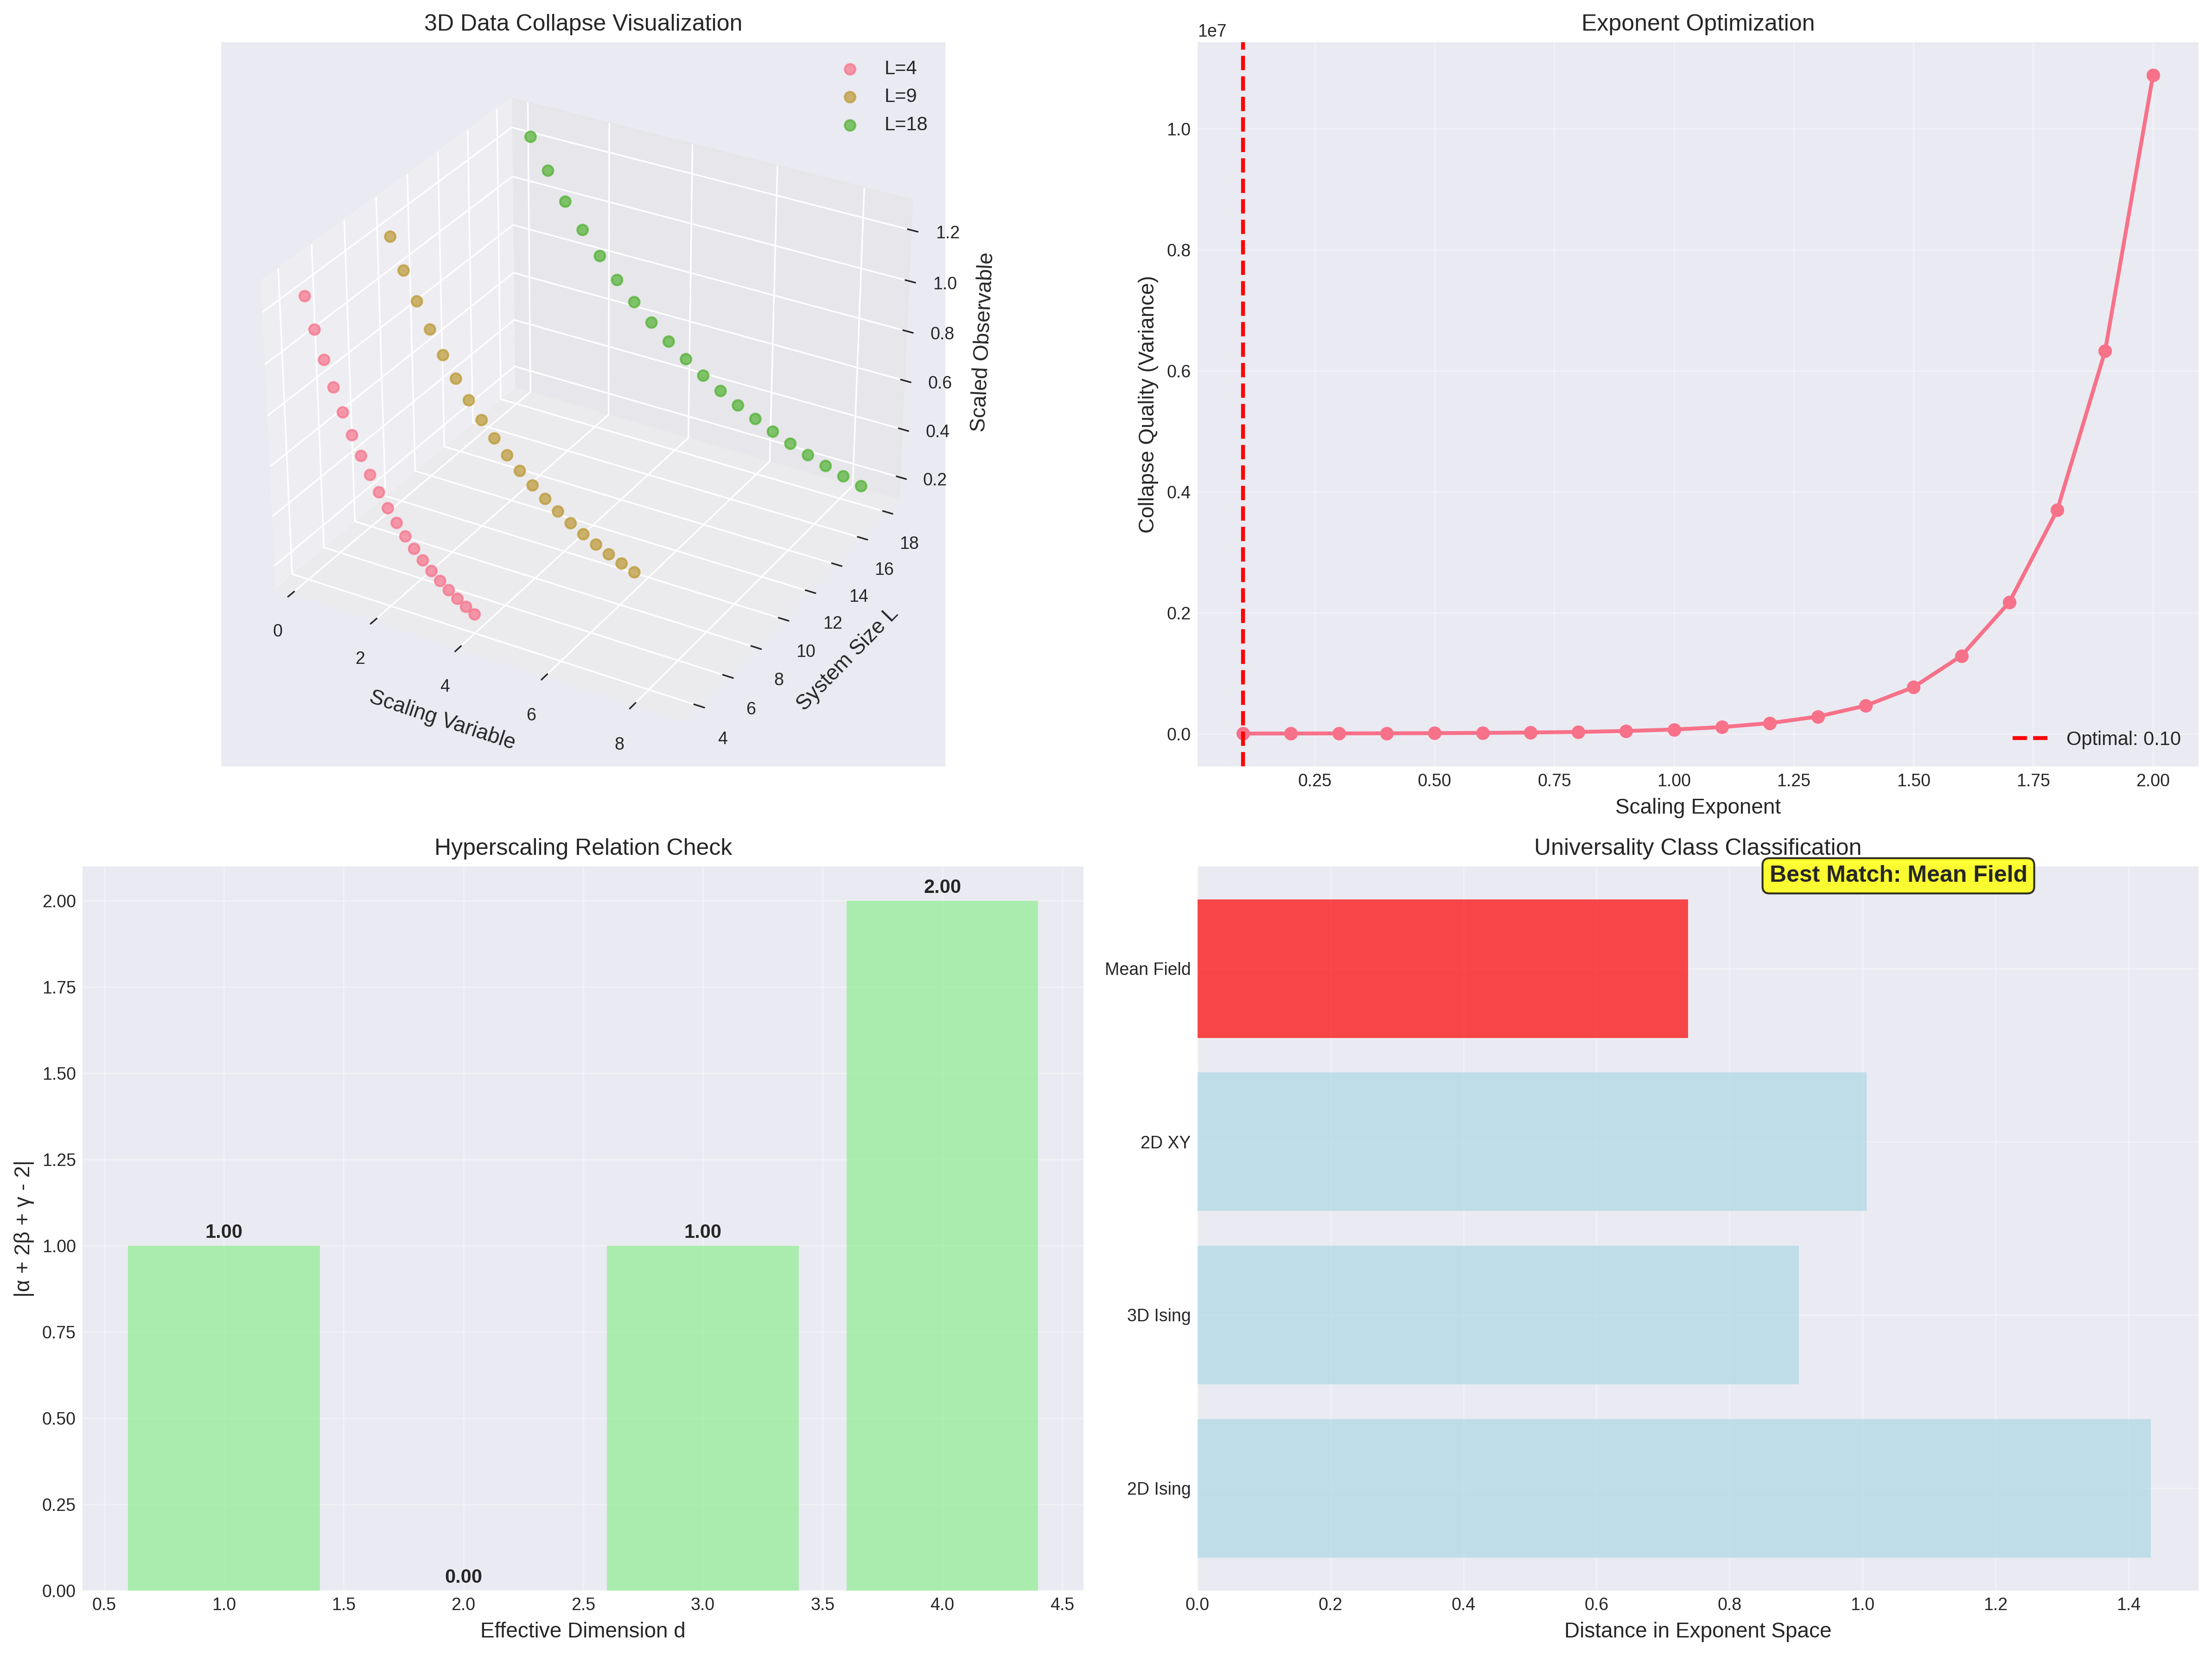 3D Data Collapse Visualization
L=4
L=9
L=18
1.2
1.0
0.8
0.6
0.4
0.2
Scaled Observable
0
2
4
6
8
Scaling Variable
4
6
8
10
12
14
16
18
System Size L
Exponent Optimization
1e7
1.0
0.8
0.6
0.4
0.2
0.0
Collapse Quality (Variance)
Optimal: 0.10
0.25 0.50 0.75 1.00 1.25 1.50 1.75 2.00
Scaling Exponent
Hyperscaling Relation Check
2.00
1.75
1.50
1.25
1.00
0.75
0.50
0.25
0.00
|α + 2β + γ - 2|
1.00
0.00
1.00
2.00
0.5 1.0 1.5 2.0 2.5 3.0 3.5 4.0 4.5
Effective Dimension d
Universality Class Classification
Best Match: Mean Field
Mean Field
2D XY
3D Ising
2D Ising
0.0 0.2 0.4 0.6 0.8 1.0 1.2 1.4
Distance in Exponent Space